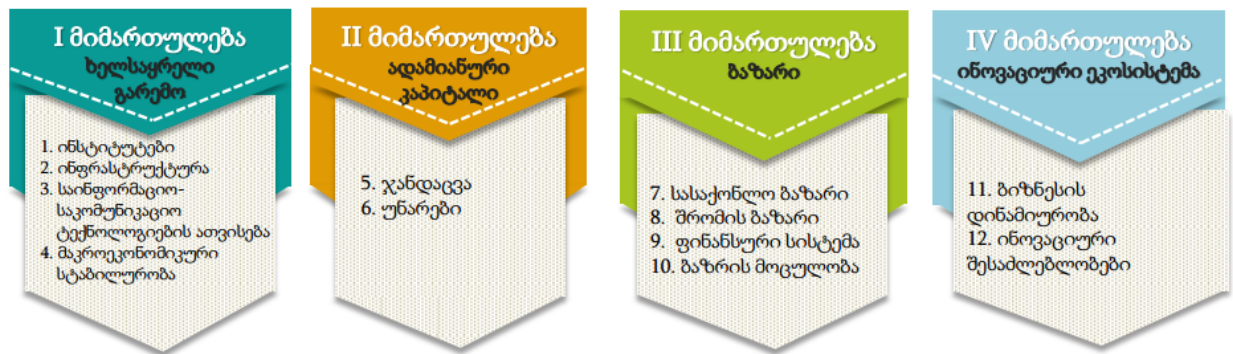 I მიმართულება
ხელსაყრელი
გარემო
1. ინსტიტუტები
2. ინფრასტრუქტურა
3. საინფორმაციო-
საკომუნიკაციო
ტექნოლოგიების ათვისება
4. მაკროეკონომიკური
სტაბილურობა
II მიმართულება
ადამიანური
კაპიტალი
5. ჯანდაცვა
6. უნარები
III მიმართულება
ბაზარი
7. სასაქონლო ბაზარი
8. შრომის ბაზარი
9. ფინანსური სისტემა
10. ბაზრის მოცულობა
IV მიმართულება
ინოვაციური ეკოსისტემა
11. ბიზნესის
დინამიურობა
12. ინოვაციური
შესაძლებლობები